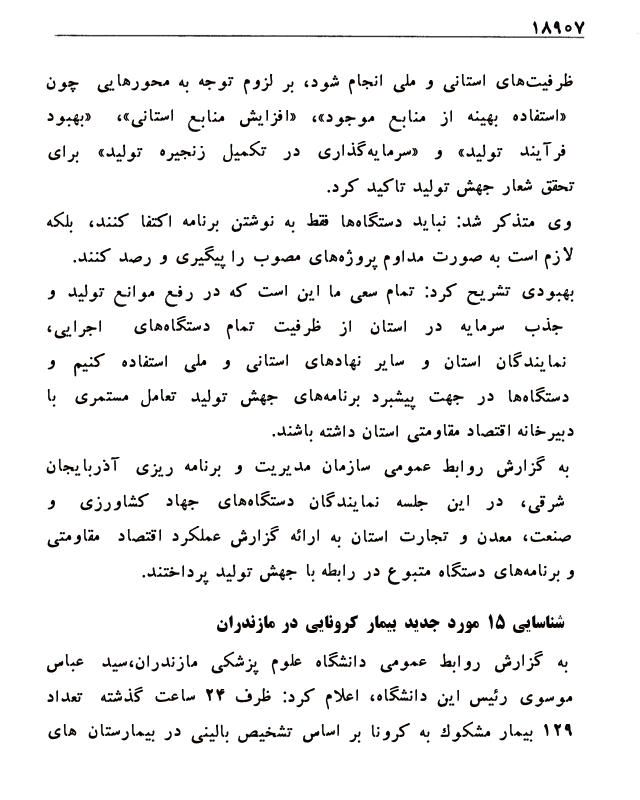 ۱۸۹۰۷
ظرفیت‌های استانی و ملی انجام شود، بر لزوم توجه به محورهایی چون
«استفاده بهینه از منابع موجود»، «افزایش منابع استانی»، «بهبود
فرآیند تولید» و «سرمایه‌گذاری در تکمیل زنجیره تولید» برای
تحقق شعار جهش تولید تاکید کرد.
وی متذکر شد: نباید دستگاه‌ها فقط به نوشتن برنامه اکتفا کنند، بلکه
لازم است به صورت مداوم پروژه‌های مصوب را پیگیری و رصد کنند.
بهبودی تشریح کرد: تمام سعی ما این است که در رفع موانع تولید و
جذب سرمایه در استان از ظرفیت تمام دستگاه‌های اجرایی،
نمایندگان استان و سایر نهادهای استانی و ملی استفاده کنیم و
دستگاه‌ها در جهت پیشبرد برنامه‌های جهش تولید تعامل مستمری با
دبیرخانه اقتصاد مقاومتی استان داشته باشند.
به گزارش روابط عمومی سازمان مدیریت و برنامه ریزی آذربایجان
شرقی، در این جلسه نمایندگان دستگاه‌های جهاد کشاورزی و
صنعت، معدن و تجارت استان به ارائه گزارش عملکرد اقتصاد مقاومتی
و برنامه‌های دستگاه متبوع در رابطه با جهش تولید پرداختند.
شناسایی ۱۵ مورد جدید بیمار کرونایی در مازندران
به گزارش روابط عمومی دانشگاه علوم پزشکی مازندران،سید عباس
موسوی رئیس این دانشگاه، اعلام کرد: ظرف ۲۴ ساعت گذشته تعداد
۱۲۹ بیمار مشکوك به کرونا بر اساس تشخیص بالینی در بیمارستان های